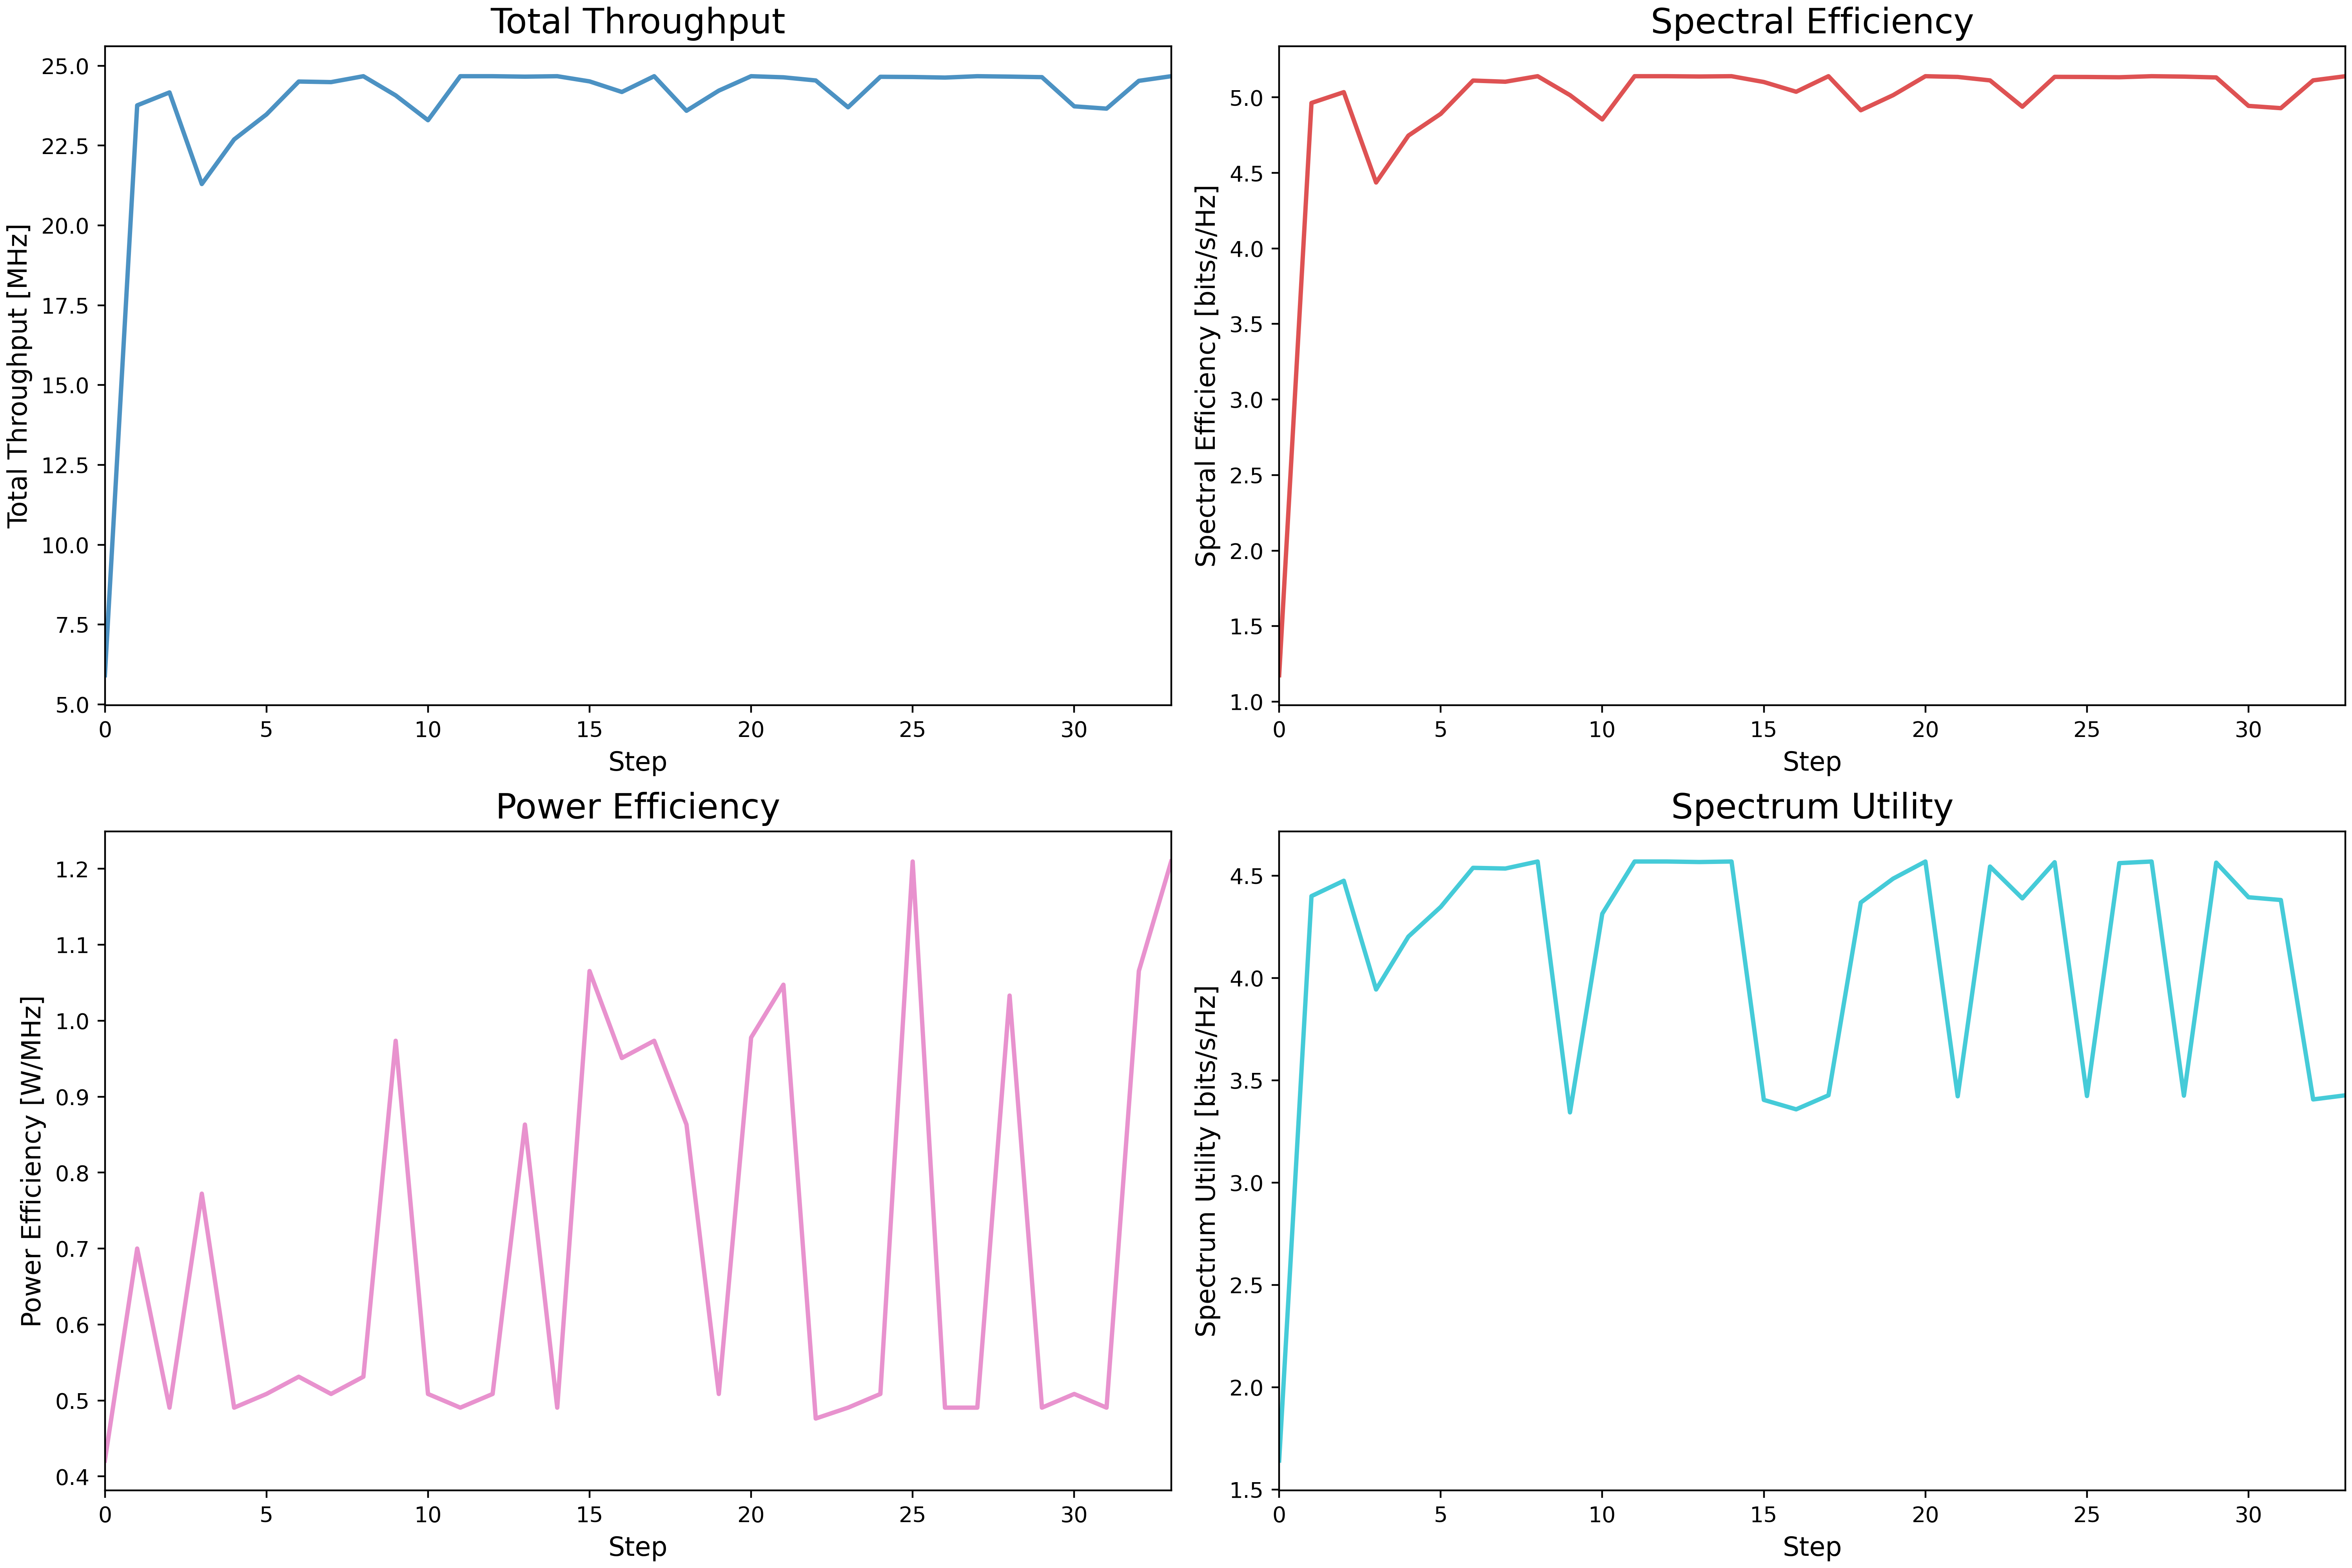 Total Throughput
Total Throughput [MHz]
25.0
22.5
20.0
17.5
15.0
12.5
10.0
7.5
5.0
0 5 10 15 20 25 30
Step
Spectral Efficiency
Spectral Efficiency [bits/s/Hz]
5.0
4.5
4.0
3.5
3.0
2.5
2.0
1.5
1.0
0 5 10 15 20 25 30
Step
Power Efficiency
Power Efficiency [W/MHz]
1.2
1.1
1.0
0.9
0.8
0.7
0.6
0.5
0.4
0 5 10 15 20 25 30
Step
Spectrum Utility
Spectrum Utility [bits/s/Hz]
4.5
4.0
3.5
3.0
2.5
2.0
1.5
0 5 10 15 20 25 30
Step